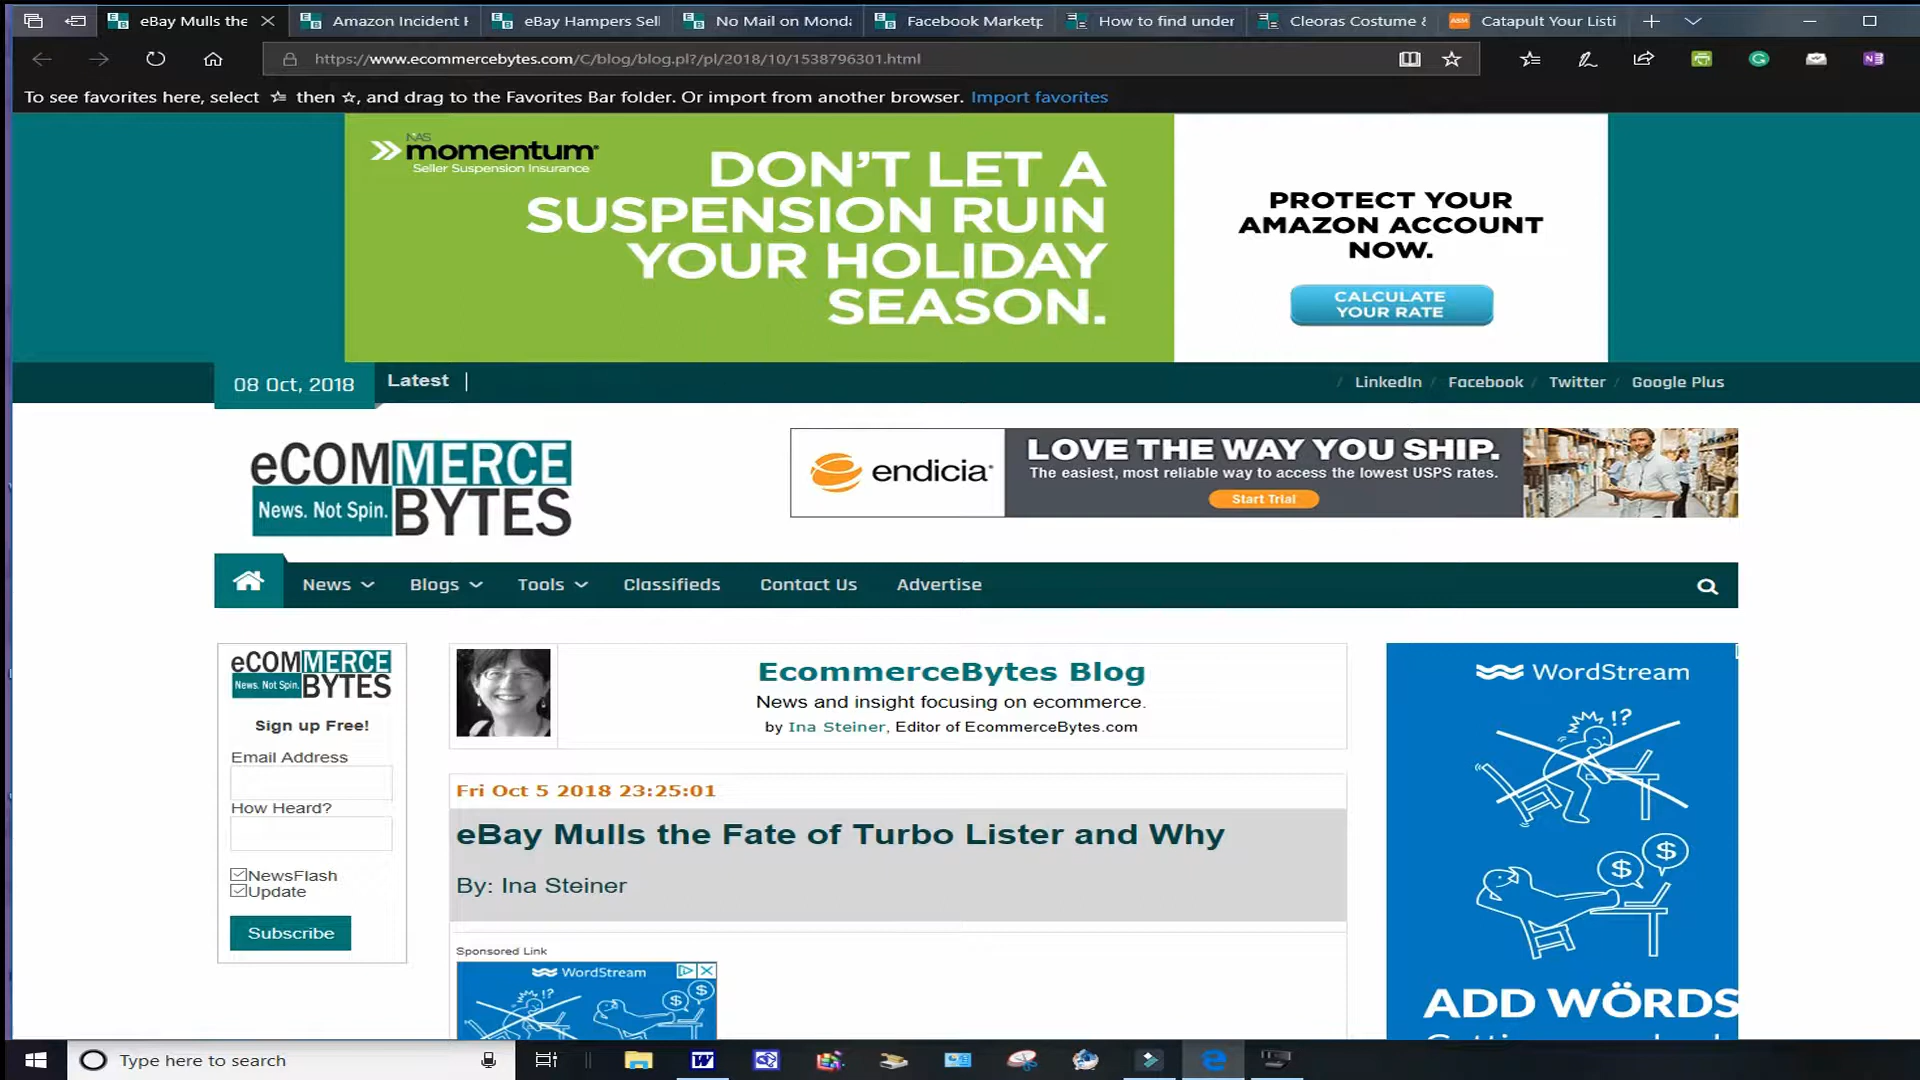 eBay Mulls the
Amazon Incident
eBay Hampers Sel
No Mail on Monda
Facebook Marketp
How to find under
Cleoras Costume &
ASM
Catapult Your Listi
https://www.ecommercebytes.com/C/blog/blog.pl?/pl/2018/10/1538796301.html
To see favorites here, select then , and drag to the Favorites Bar folder. Or import from another browser. Import favorites
NAS
momentum®
Seller Suspension Insurance
DON'T LET A
SUSPENSION RUIN
YOUR HOLIDAY
SEASON.
PROTECT YOUR
AMAZON ACCOUNT
NOW.
CALCULATE
YOUR RATE
08 Oct, 2018
Latest
/ LinkedIn / Facebook / Twitter / Google Plus
eCOMMERCE
News. Not Spin. BYTES
endicia®
LOVE THE WAY YOU SHIP.
The easiest, most reliable way to access the lowest USPS rates.
Start Trial
News Blogs Tools Classifieds Contact Us Advertise
eCOMMERCE
News. Not Spin. BYTES
Sign up Free!
Email Address
How Heard?
NewsFlash
Update
Subscribe
EcommerceBytes Blog
News and insight focusing on ecommerce.
by Ina Steiner, Editor of EcommerceBytes.com
Fri Oct 5 2018 23:25:01
eBay Mulls the Fate of Turbo Lister and Why
By: Ina Steiner
Sponsored Link
WordStream
!?
$
$
WordStream
!?
$
$
ADD WÖRDS
Type here to search